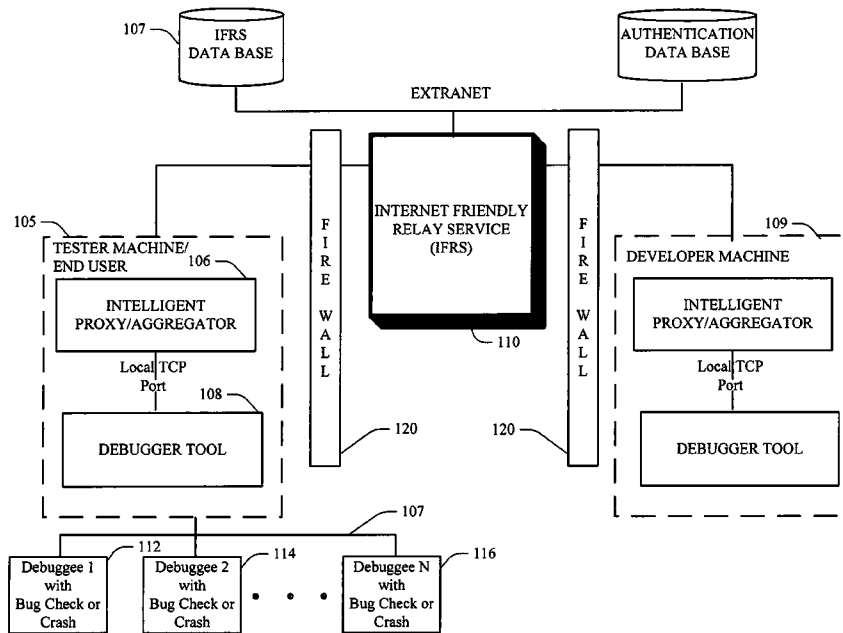 107
IFRS
DATA BASE
AUTHENTICATION
DATA BASE
EXTRANET
FIRE WALL
INTERNET FRIENDLY
RELAY SERVICE
(IFRS)
110
FIRE WALL
120
120
105
TESTER MACHINE/
END USER
106
INTELLIGENT
PROXY/AGGREGATOR
Local TCP
Port
108
DEBUGGER TOOL
109
DEVELOPER MACHINE
INTELLIGENT
PROXY/AGGREGATOR
Local TCP
Port
DEBUGGER TOOL
107
112
Debuggee 1
with
Bug Check or
Crash
114
Debuggee 2
with
Bug Check or
Crash
116
Debuggee N
with
Bug Check or
Crash